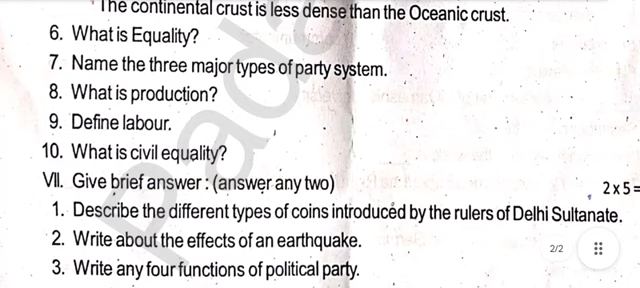 The continental crust is less dense than the Oceanic crust.
6. What is Equality?
7. Name the three major types of party system.
8. What is production?
9. Define labour.
10. What is civil equality?
VII. Give brief answer : (answer any two) 2 x 5 =
1. Describe the different types of coins introduced by the rulers of Delhi Sultanate.
2. Write about the effects of an earthquake.
3. Write any four functions of political party.
2/2